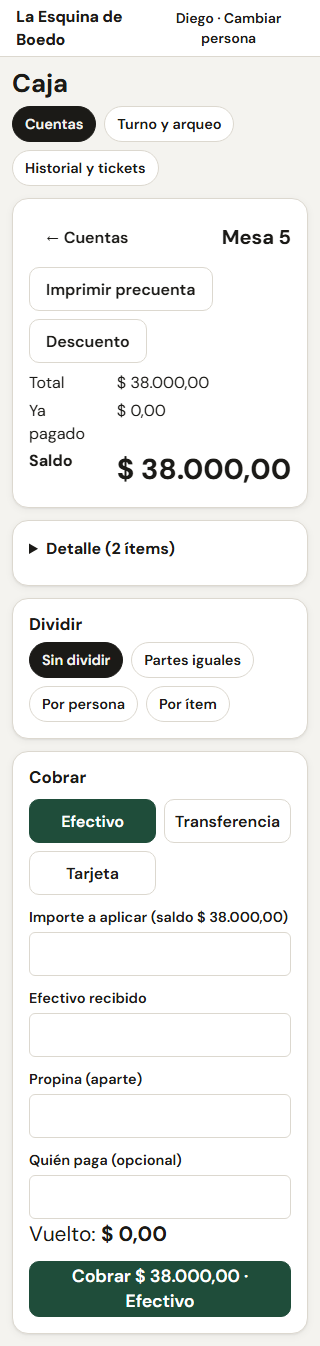 La Esquina de
Boedo
Diego · Cambiar
persona
Caja
Cuentas
Turno y arqueo
Historial y tickets
← Cuentas
Mesa 5
Imprimir precuenta
Descuento
Total $ 38.000,00
Ya
pagado
$ 0,00
Saldo $ 38.000,00
▶ Detalle (2 ítems)
Dividir
Sin dividir
Partes iguales
Por persona
Por ítem
Cobrar
Efectivo
Transferencia
Tarjeta
Importe a aplicar (saldo $ 38.000,00)
Efectivo recibido
Propina (aparte)
Quién paga (opcional)
Vuelto: $ 0,00
Cobrar $ 38.000,00 ·
Efectivo